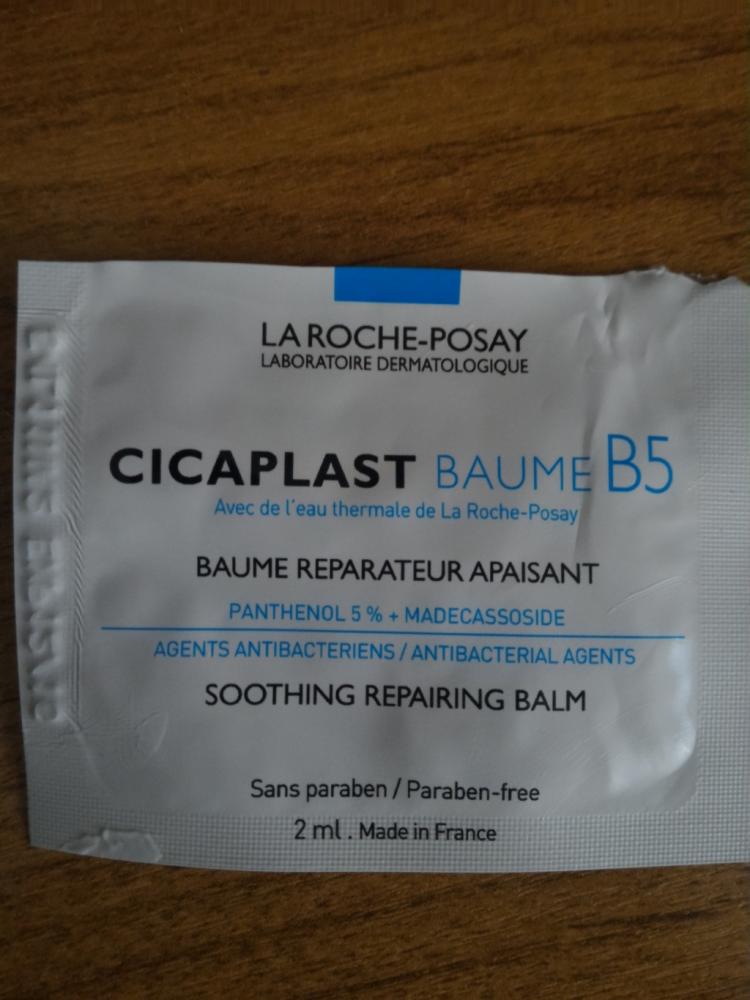 LA ROCHE-POSAY
LABORATOIRE DERMATOLOGIQUE
CICAPLAST BAUME B5
Avec de l'eau thermale de La Roche-Posay
BAUME REPARATEUR APAISANT
PANTHENOL 5 % + MADECASSOSIDE
AGENTS ANTIBACTERIENS / ANTIBACTERIAL AGENTS
SOOTHING REPAIRING BALM
Sans paraben / Paraben-free
2 ml . Made in France